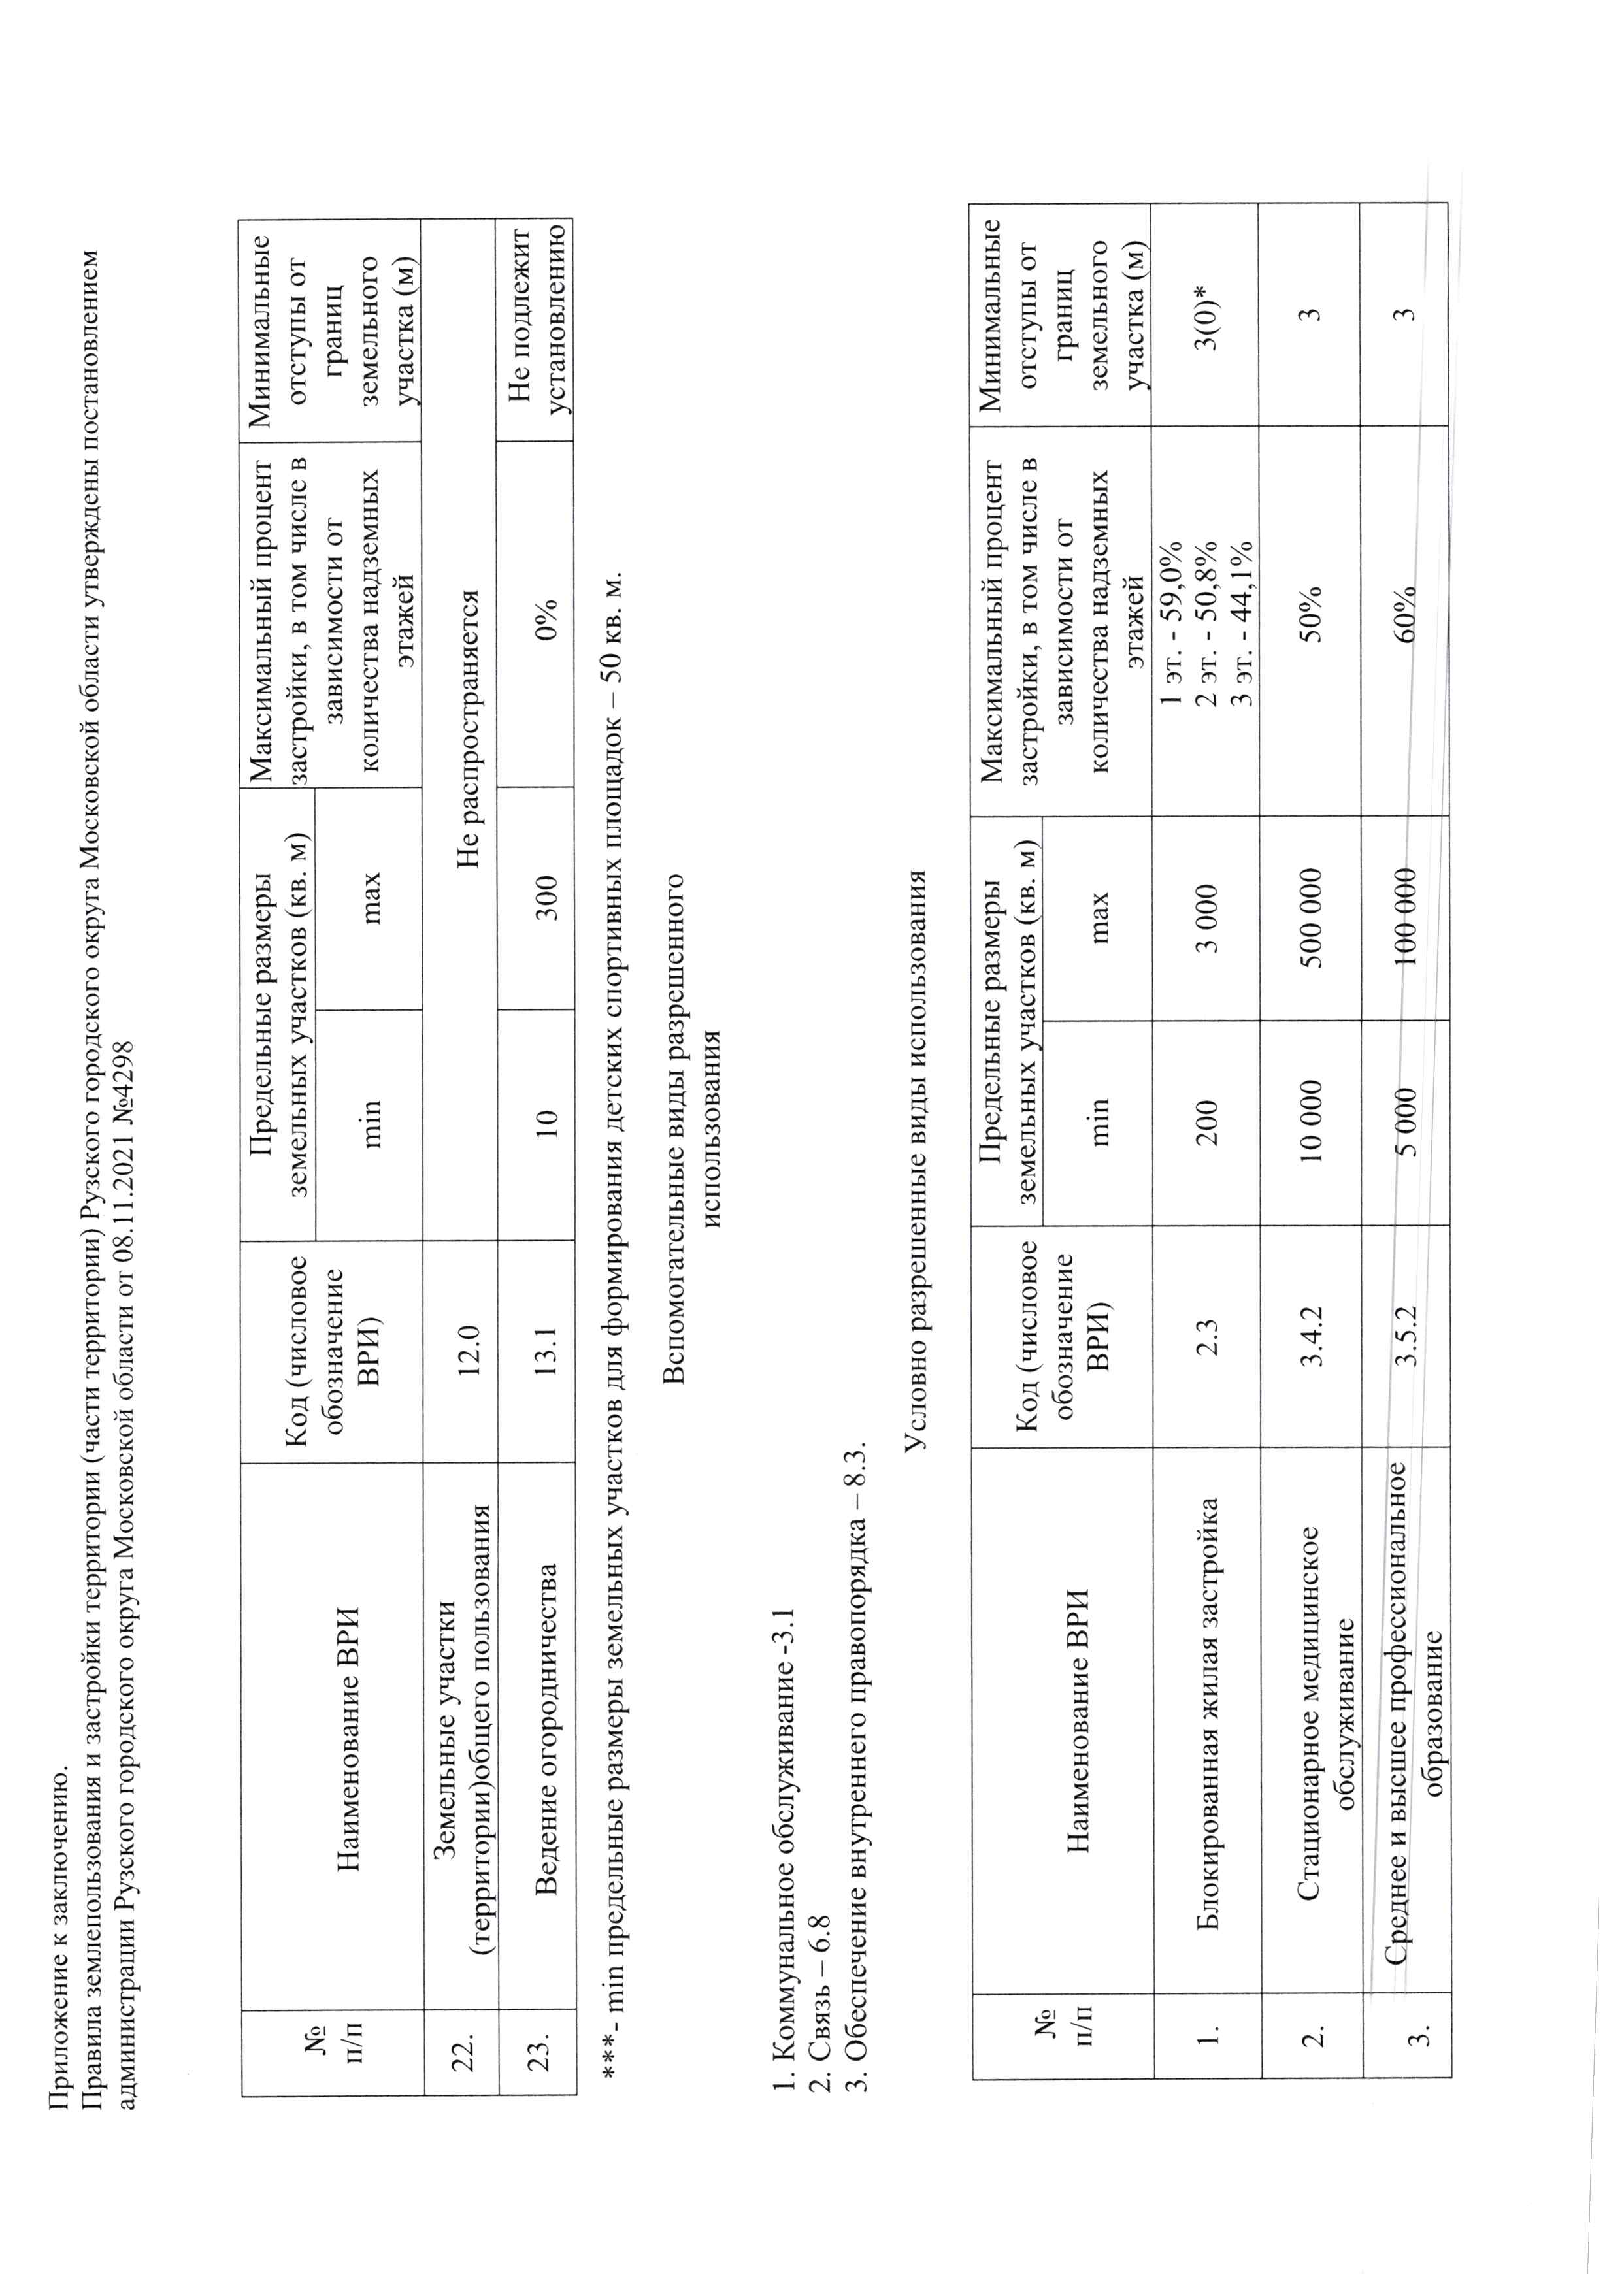 Приложение к заключению.
Правила землепользования и застройки территории (части территории) Рузского городского округа Московской области утверждены постановлением
администрации Рузского городского округа Московской области от 08.11.2021 №4298
№
п/п
Наименование ВРИ
Код (числовое
обозначение
ВРИ)
Предельные размеры
земельных участков (кв. м)
min
max
Максимальный процент
застройки, в том числе в
зависимости от
количества надземных
этажей
Минимальные
отступы от
границ
земельного
участка (м)
22.
Земельные участки
(территории)общего пользования
12.0
Не распространяется
23.
Ведение огородничества
13.1
10
300
0%
Не подлежит
установлению
***- min предельные размеры земельных участков для формирования детских спортивных площадок – 50 кв. м.
Вспомогательные виды разрешенного
использования
1. Коммунальное обслуживание -3.1
2. Связь – 6.8
3. Обеспечение внутреннего правопорядка – 8.3.
Условно разрешенные виды использования
№
п/п
Наименование ВРИ
Код (числовое
обозначение
ВРИ)
Предельные размеры
земельных участков (кв. м)
min
max
Максимальный процент
застройки, в том числе в
зависимости от
количества надземных
этажей
Минимальные
отступы от
границ
земельного
участка (м)
1.
Блокированная жилая застройка
2.3
200
3 000
1 эт. - 59,0%
2 эт. - 50,8%
3 эт. - 44,1%
3(0)*
2.
Стационарное медицинское
обслуживание
3.4.2
10 000
500 000
50%
3
3.
Среднее и высшее профессиональное
образование
3.5.2
5 000
100 000
60%
3